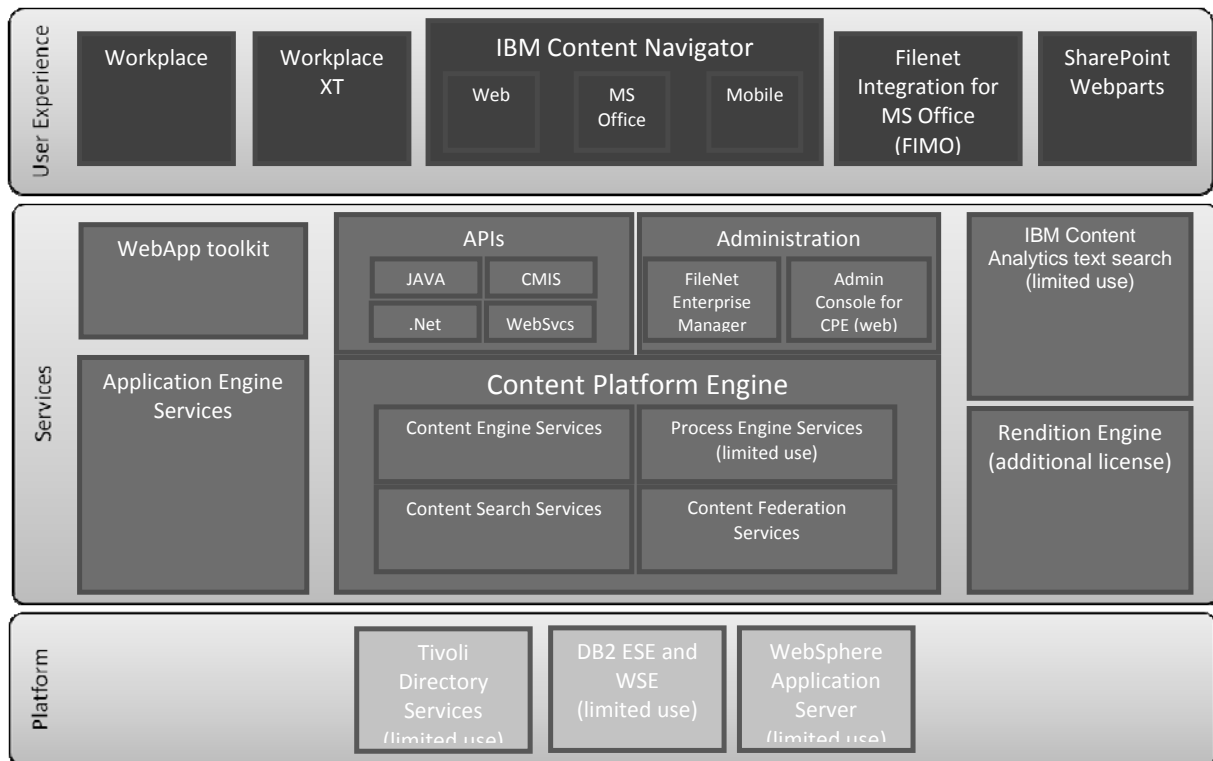 User Experience
Workplace
Workplace
XT
IBM Content Navigator
Web
MS
Office
Mobile
Filenet
Integration for
MS Office
(FIMO)
SharePoint
Webparts
Services
WebApp toolkit
APIs
JAVA
CMIS
.Net
WebSvcs
Administration
FileNet
Enterprise
Manager
Admin
Console for
CPE (web)
IBM Content
Analytics text search
(limited use)
Application Engine
Services
Content Platform Engine
Content Engine Services
Process Engine Services
(limited use)
Content Search Services
Content Federation
Services
Rendition Engine
(additional license)
Platform
Tivoli
Directory
Services
(limited use)
DB2 ESE and
WSE
(limited use)
WebSphere
Application
Server
(limited use)